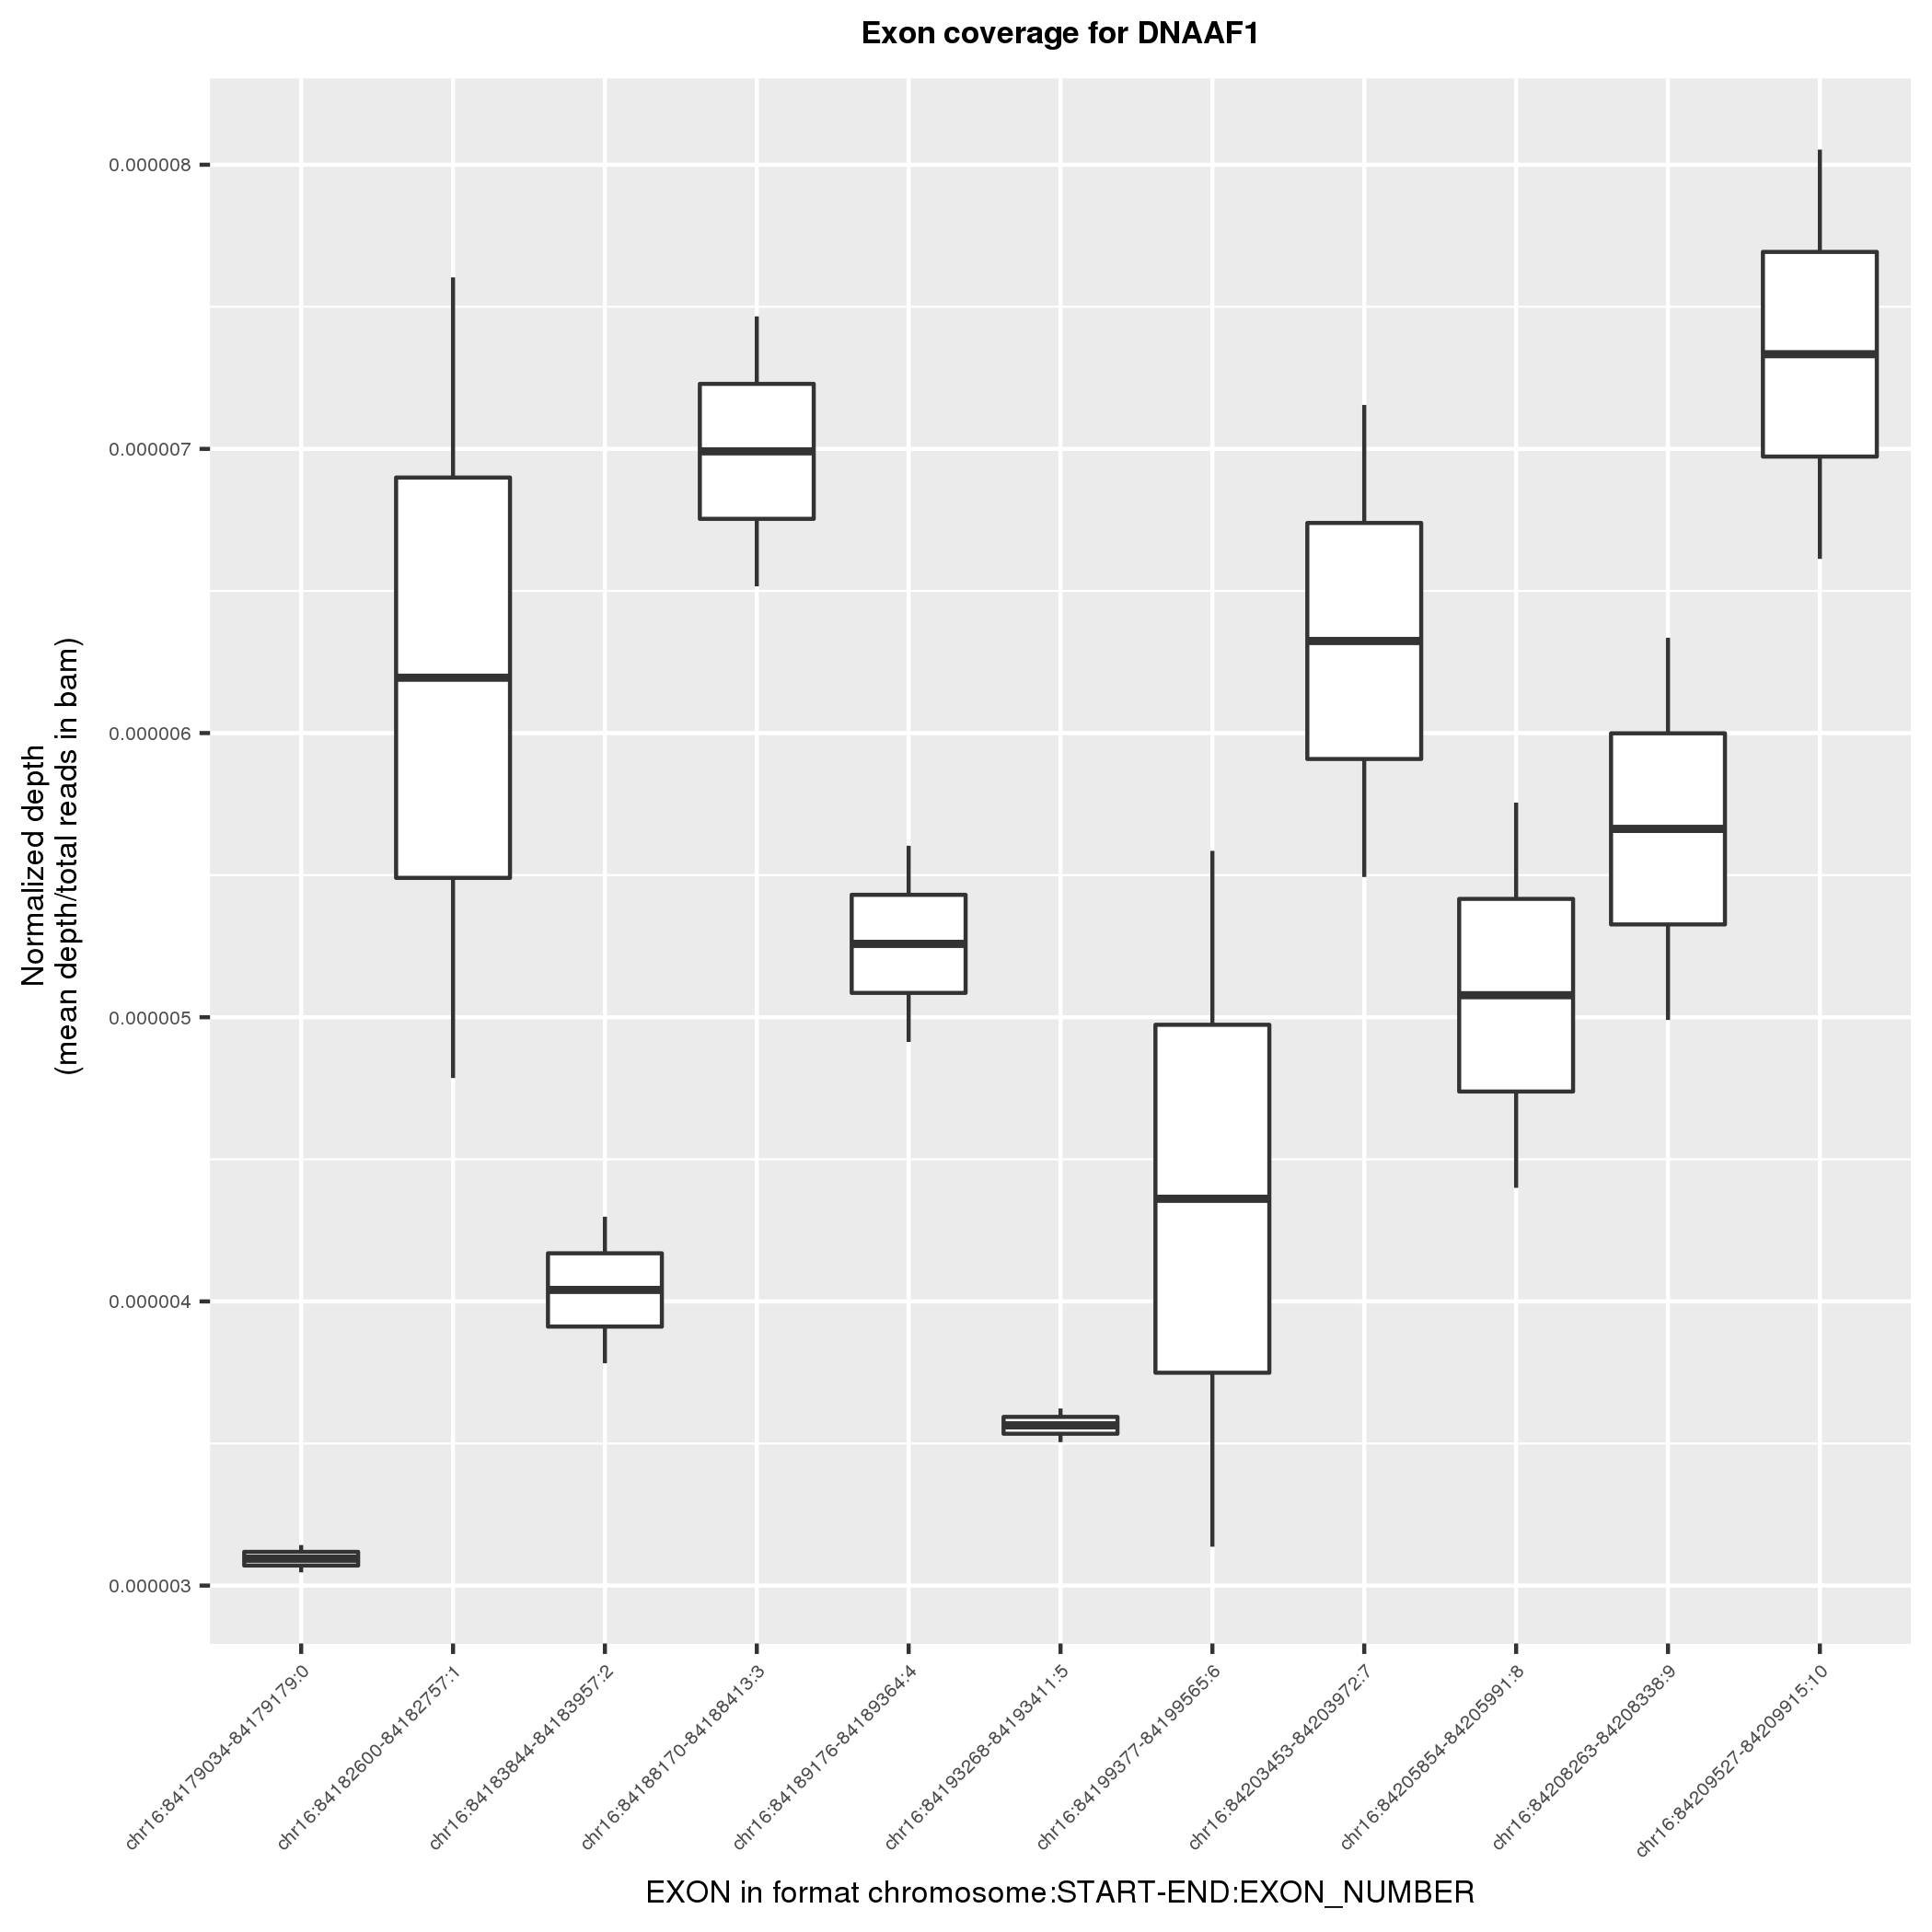 Exon coverage for DNAAF1
0.000008
0.000007
0.000006
0.000005
0.000004
0.000003
Normalized depth
(mean depth/total reads in bam)
chr16:84179034-84179179:0
chr16:84182600-84182757:1
chr16:84183844-84183957:2
chr16:84188170-84188413:3
chr16:84189176-84189364:4
chr16:84193268-84193411:5
chr16:84199377-84199565:6
chr16:84203453-84203972:7
chr16:84205854-84205991:8
chr16:84208263-84208338:9
chr16:84209527-84209915:10
EXON in format chromosome:START-END:EXON_NUMBER